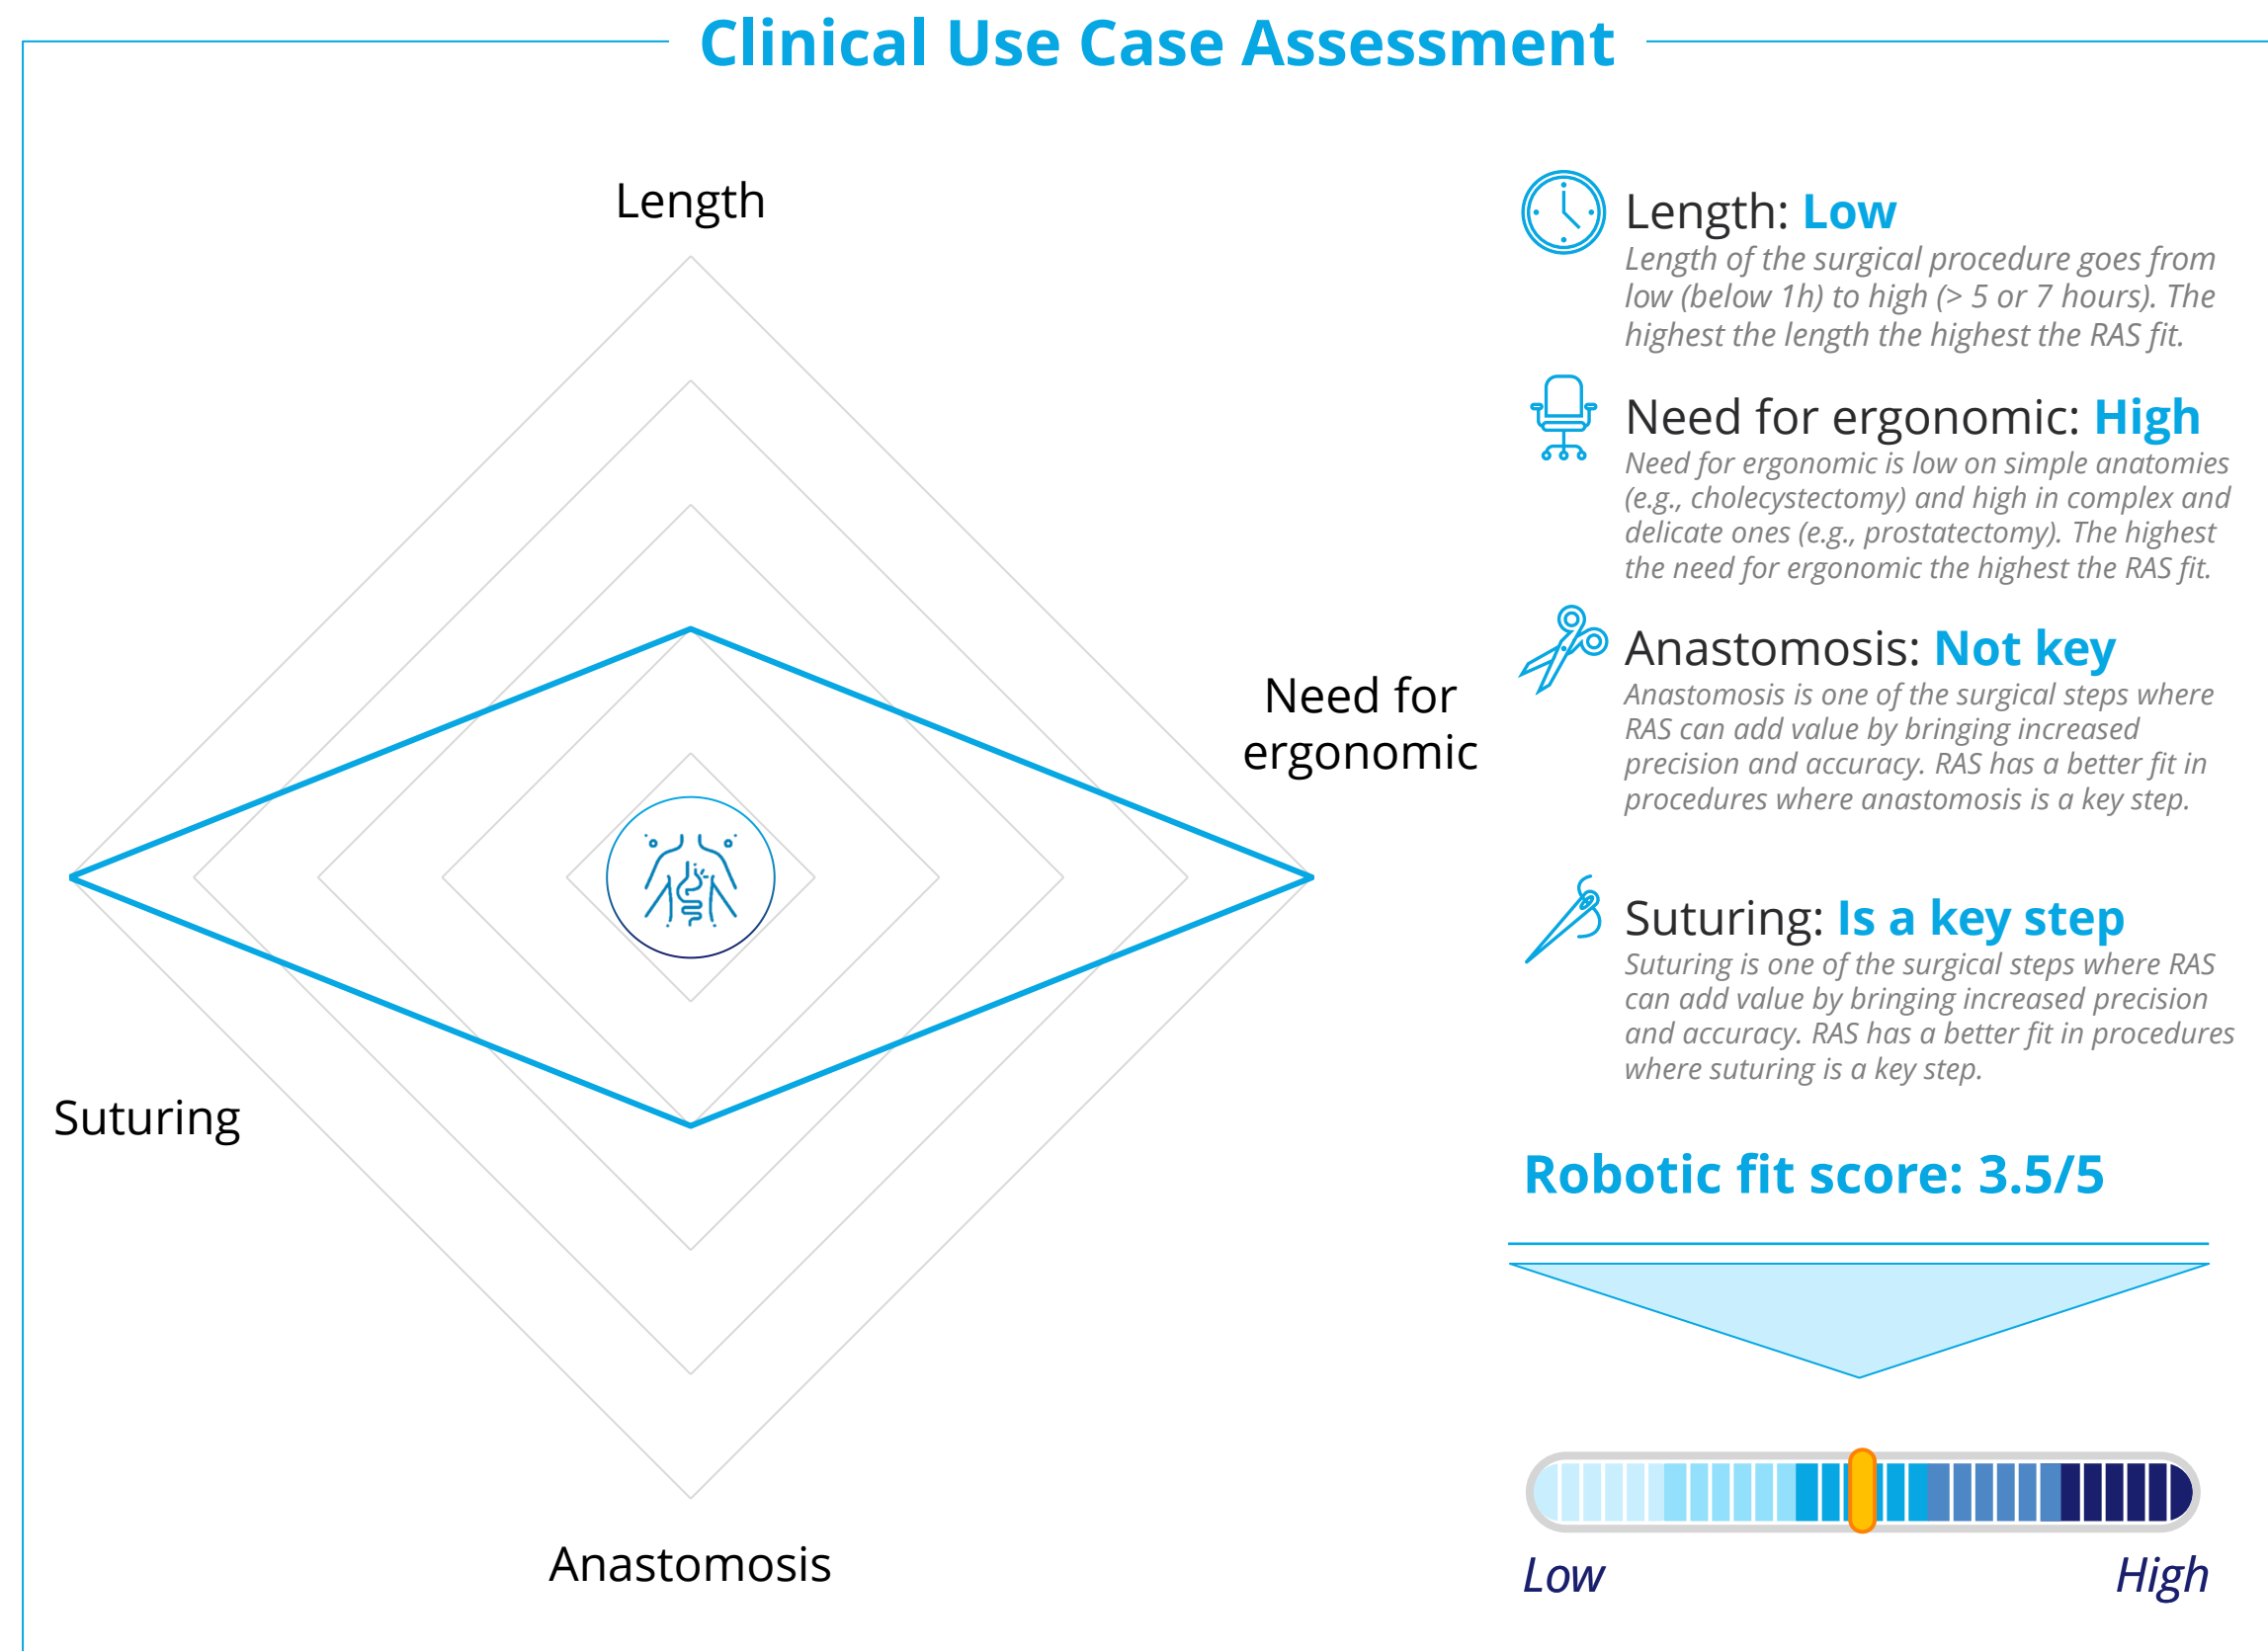 Clinical Use Case Assessment
Length
Need for
ergonomic
Suturing
Anastomosis
Length: Low
Length of the surgical procedure goes from
low (below 1h) to high (> 5 or 7 hours). The
highest the length the highest the RAS fit.
Need for ergonomic: High
Need for ergonomic is low on simple anatomies
(e.g., cholecystectomy) and high in complex and
delicate ones (e.g., prostatectomy). The highest
the need for ergonomic the highest the RAS fit.
Anastomosis: Not key
Anastomosis is one of the surgical steps where
RAS can add value by bringing increased
precision and accuracy. RAS has a better fit in
procedures where anastomosis is a key step.
Suturing: Is a key step
Suturing is one of the surgical steps where RAS
can add value by bringing increased precision
and accuracy. RAS has a better fit in procedures
where suturing is a key step.
Robotic fit score: 3.5/5
Low
High